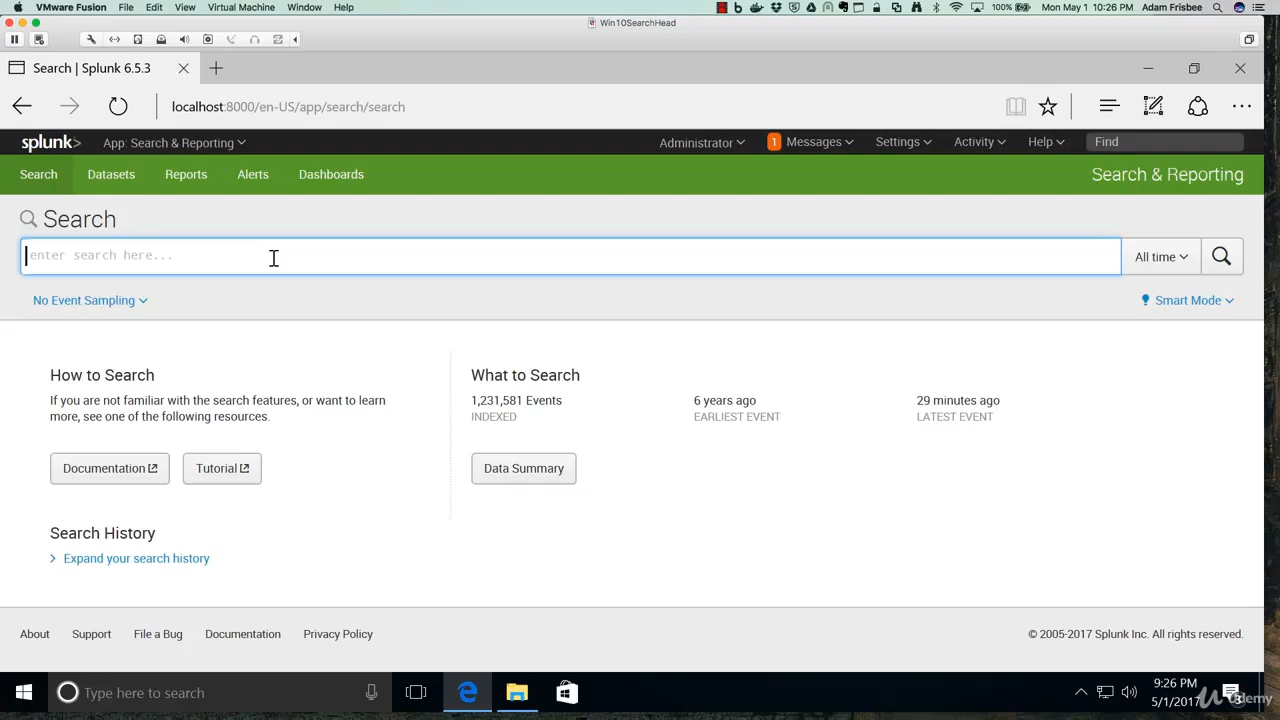 VMware Fusion File Edit View Virtual Machine Window Help 100% Mon May 1 10:26 PM Adam Frisbee
Win10SearchHead
Search | Splunk 6.5.3
localhost:8000/en-US/app/search/search
splunk> App: Search & Reporting Administrator 1 Messages Settings Activity Help Find
Search Datasets Reports Alerts Dashboards Search & Reporting
Search
enter search here... All time
No Event Sampling Smart Mode
How to Search What to Search
If you are not familiar with the search features, or want to learn
more, see one of the following resources.
1,231,581 Events 6 years ago 29 minutes ago
INDEXED EARLIEST EVENT LATEST EVENT
Documentation Tutorial Data Summary
Search History
> Expand your search history
About Support File a Bug Documentation Privacy Policy © 2005-2017 Splunk Inc. All rights reserved.
Type here to search 9:26 PM
5/1/2017
Udemy